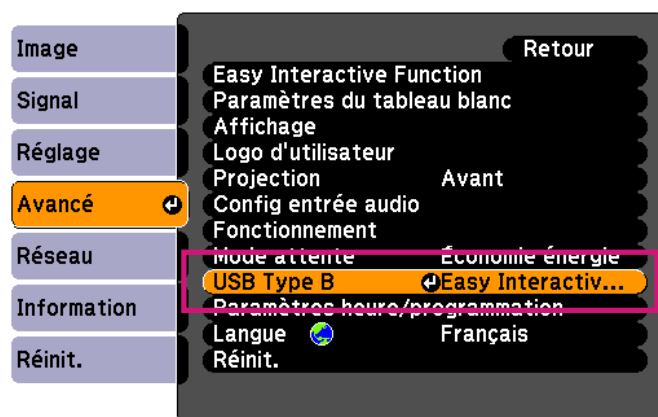 Image
Signal
Réglage
Avancé
Réseau
Information
Réinit.
Retour
Easy Interactive Function
Paramètres du tableau blanc
Affichage
Logo d'utilisateur
Projection Avant
Config entrée audio
Fonctionnement
Mode attente Économie énergie
USB Type B Easy Interactiv...
Paramètres heure/programmation
Langue Français
Réinit.